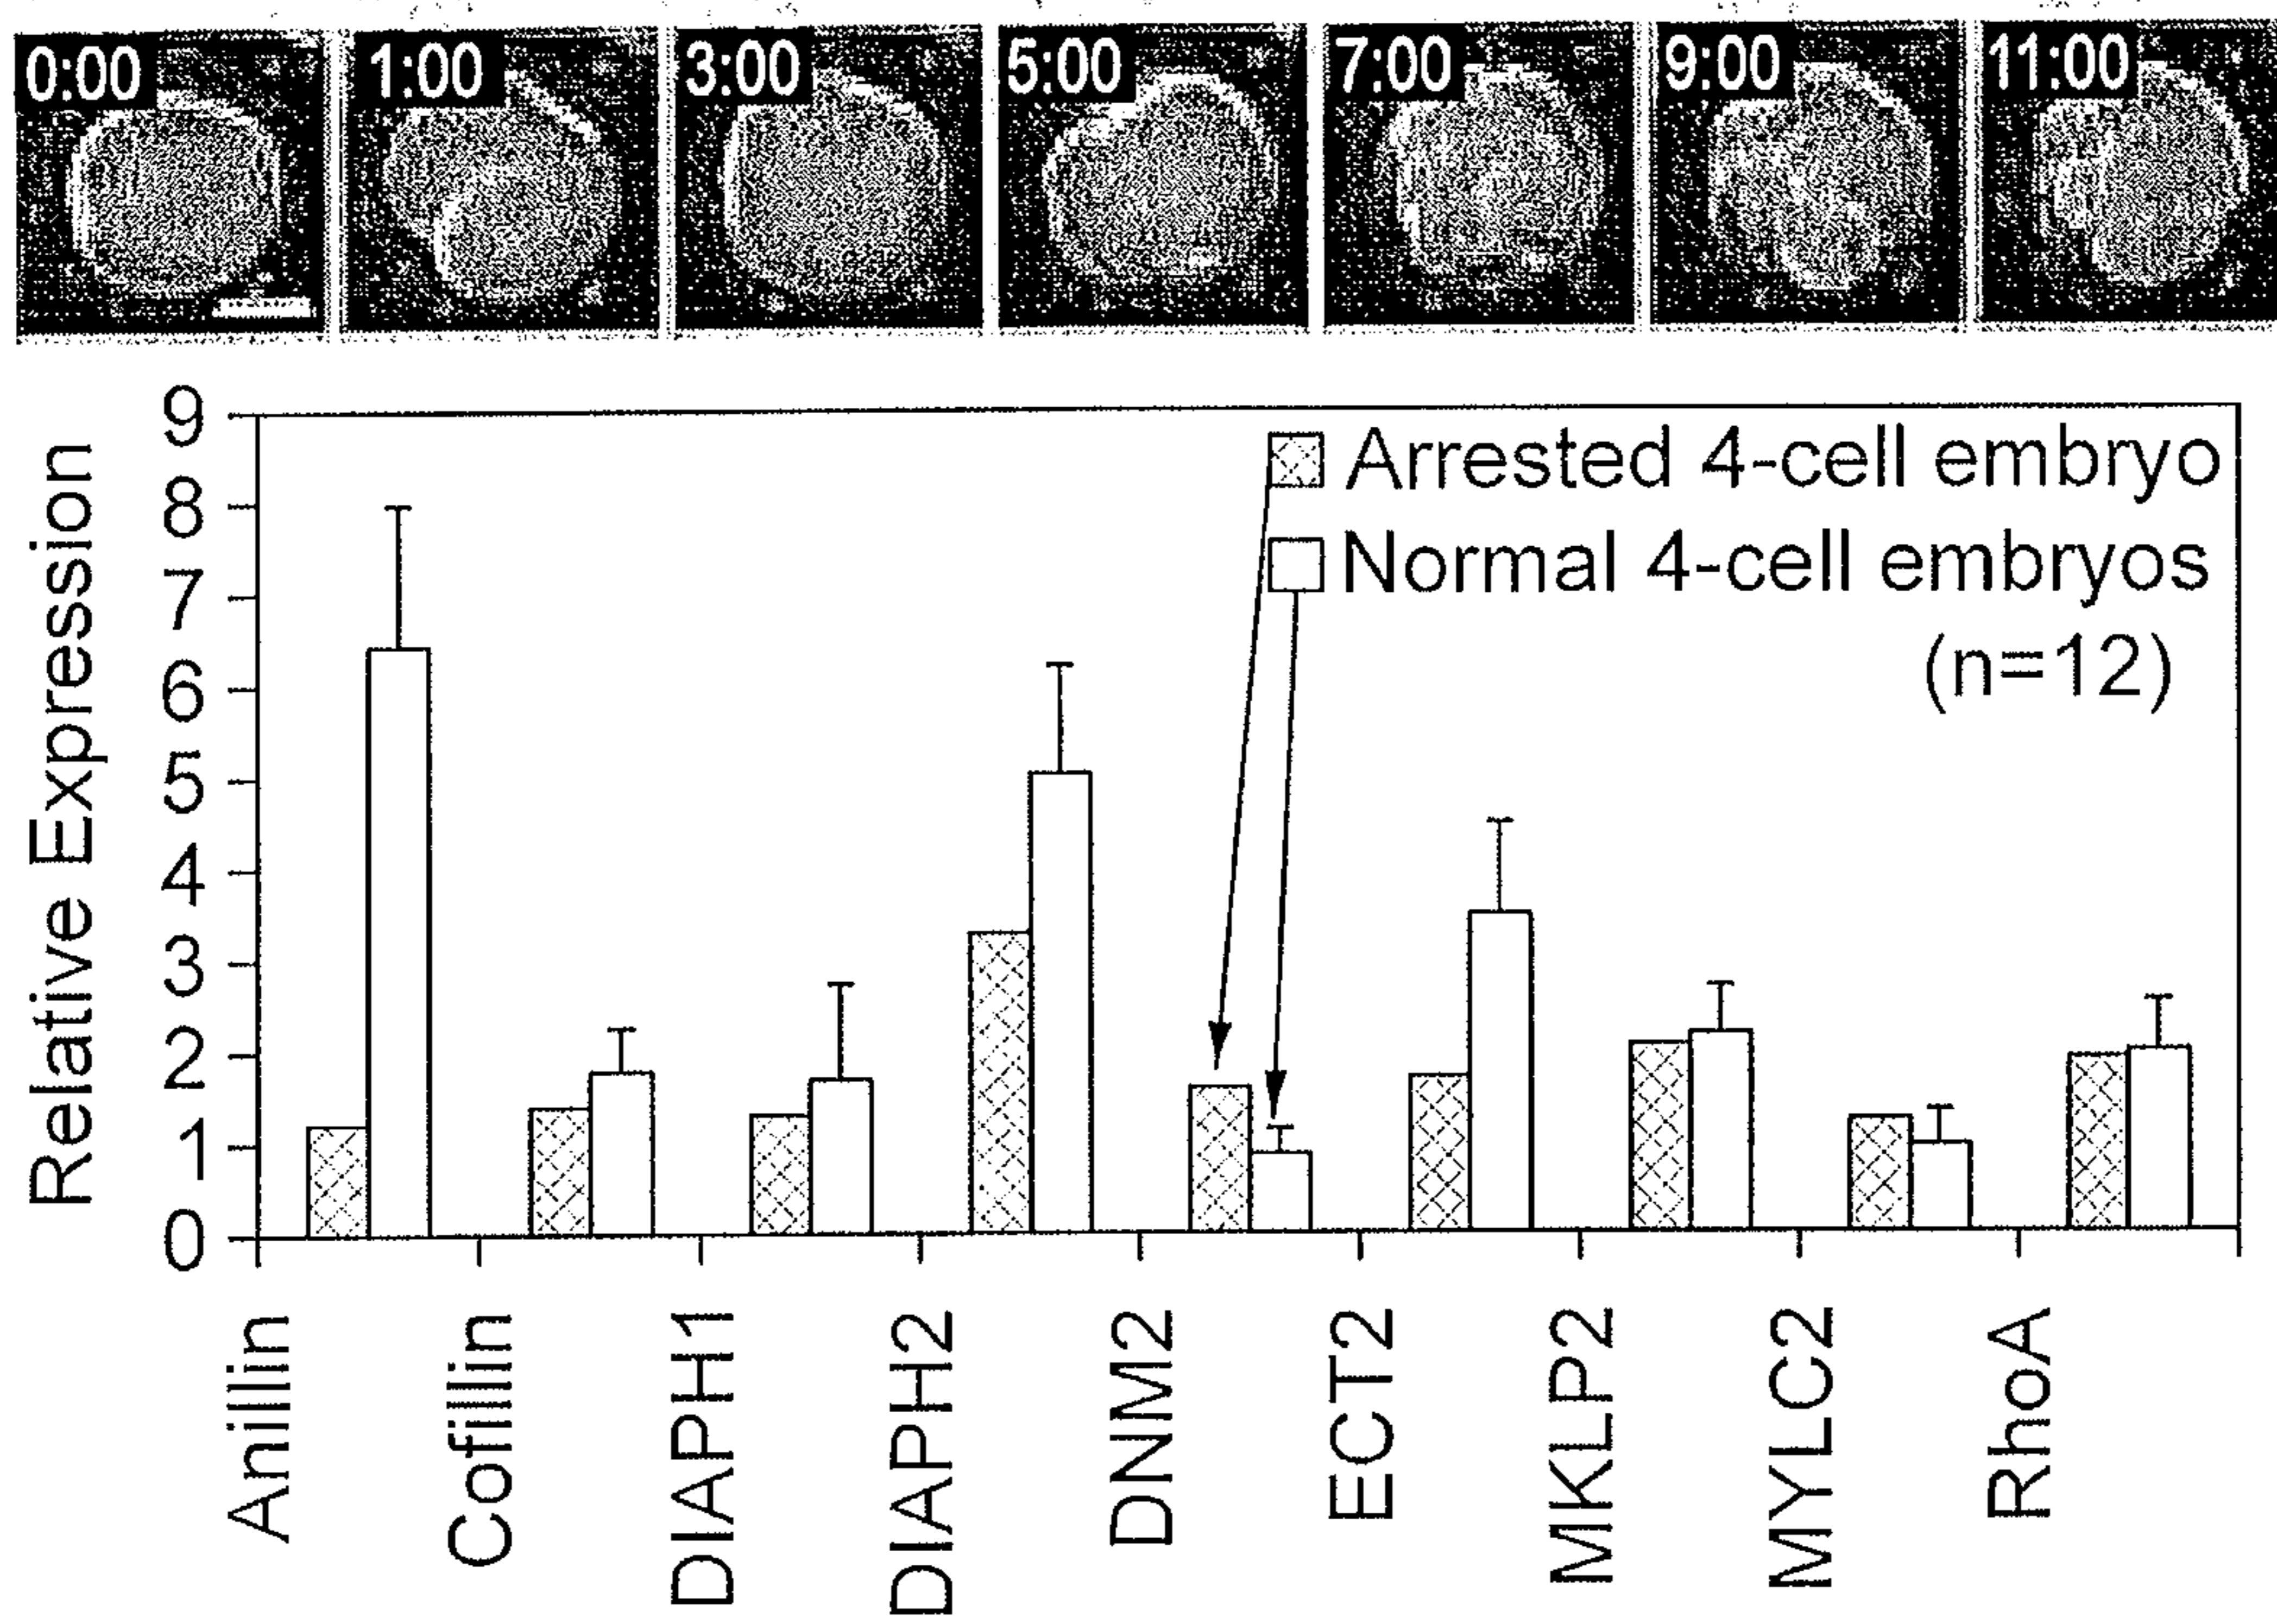 0:00 1:00 3:00 5:00 7:00 9:00 11:00
Relative Expression
9
8
7
6
5
4
3
2
1
0
Arrested 4-cell embryo
Normal 4-cell embryos
(n=12)
Anillin
Cofillin
DIAPH1
DIAPH2
DNM2
ECT2
MKLP2
MYLC2
RhoA